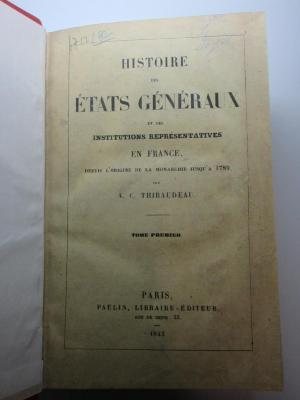 HISTOIRE
DES
ÉTATS GÉNÉRAUX
ET DES
INSTITUTIONS REPRÉSENTATIVES
EN FRANCE,
DEPUIS L'ORIGINE DE LA MONARCHIE JUSQU'A 1789
PAR
A. C. THIBAUDEAU.
TOME PREMIER
PARIS,
PAULIN, LIBRAIRE-ÉDITEUR,
RUE DE SEINE, 33.
1843